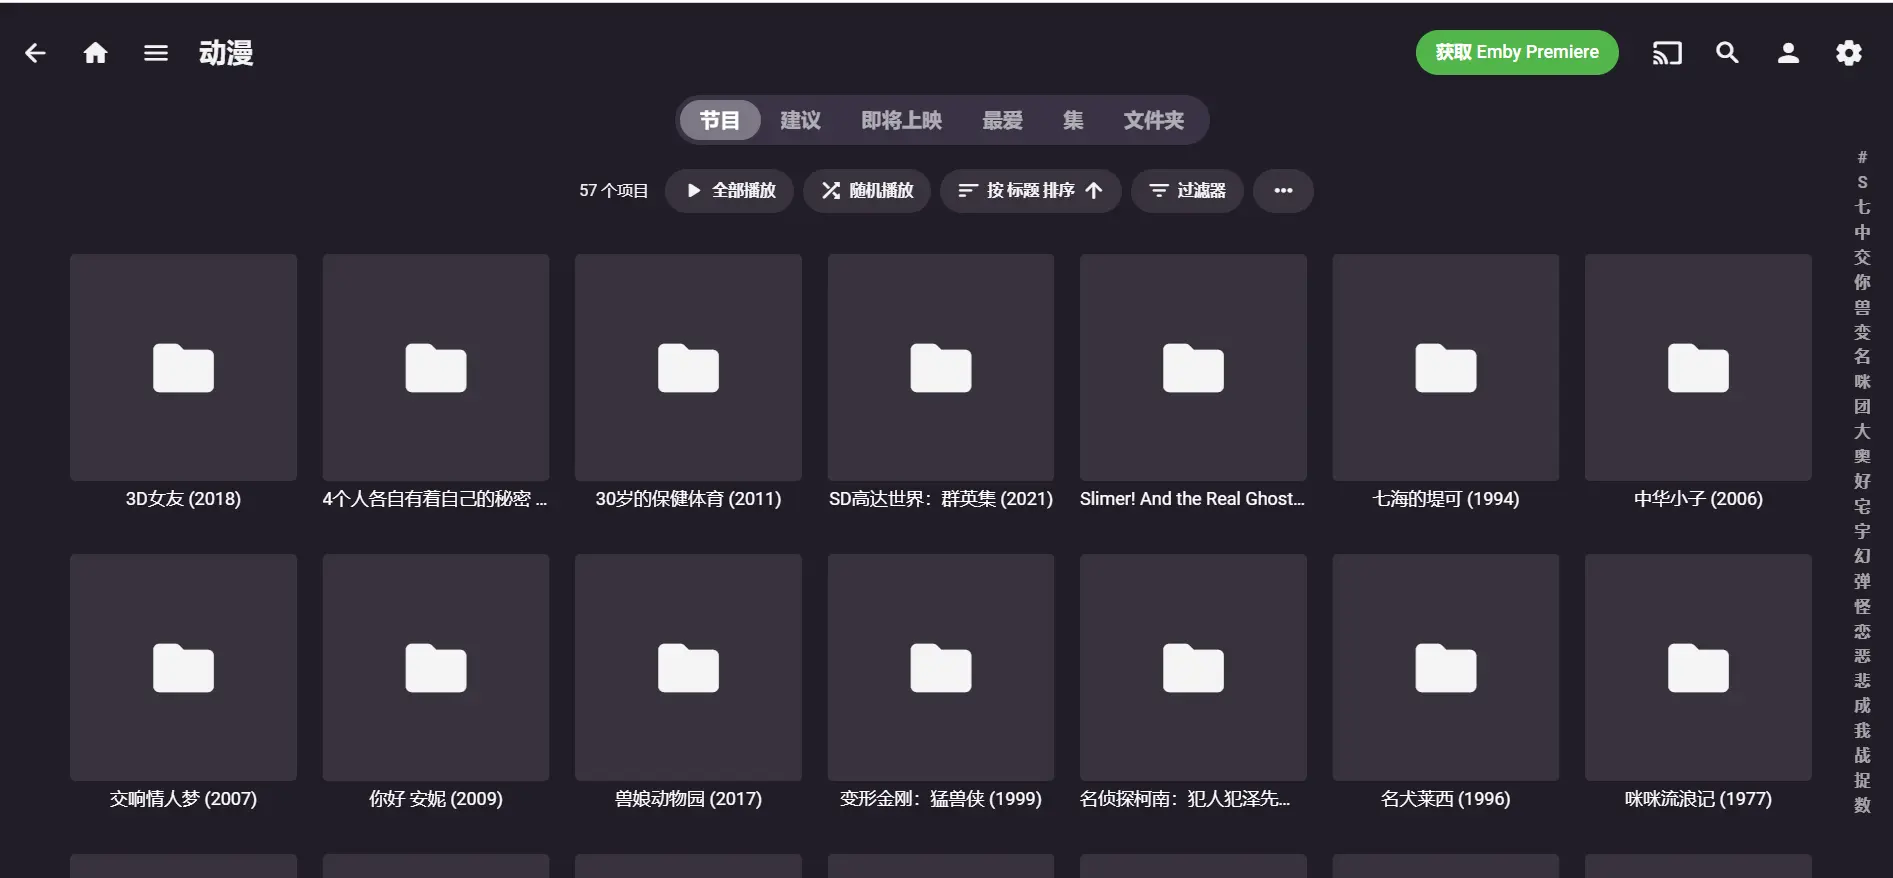 动漫
获取 Emby Premiere
节目 建议 即将上映 最爱 集 文件夹
57 个项目 全部播放 随机播放 按 标题 排序 过滤器
3D女友 (2018) 4个人各自有着自己的秘密 ... 30岁的保健体育 (2011) SD高达世界：群英集 (2021) Slimer! And the Real Ghost... 七海的堤可 (1994) 中华小子 (2006)
交响情人梦 (2007) 你好 安妮 (2009) 兽娘动物园 (2017) 变形金刚：猛兽侠 (1999) 名侦探柯南：犯人犯泽先... 名犬莱西 (1996) 咪咪流浪记 (1977)
#
S
七
中
交
你
兽
变
名
咪
团
大
奥
好
宅
宇
幻
弹
怪
恋
恶
悲
成
我
战
捉
数